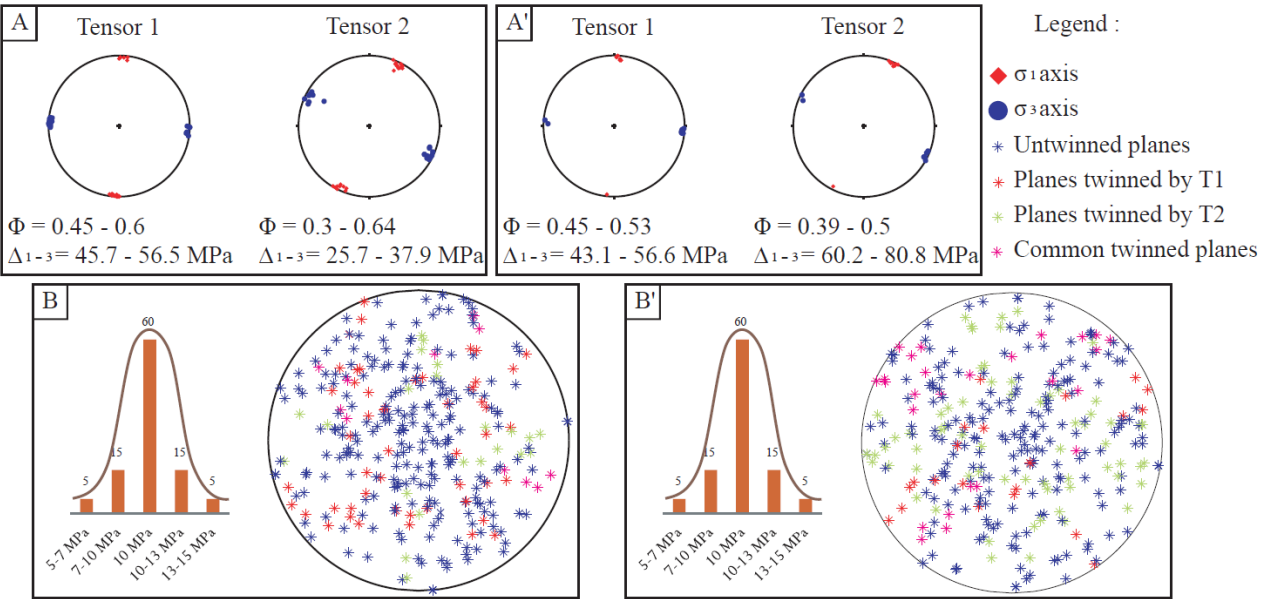 A
Tensor 1
Tensor 2
Φ = 0.45 - 0.6
Φ = 0.3 - 0.64
Δ₁₋₃= 45.7 - 56.5 MPa
Δ₁₋₃= 25.7 - 37.9 MPa
A'
Tensor 1
Tensor 2
Φ = 0.45 - 0.53
Φ = 0.39 - 0.5
Δ₁₋₃= 43.1 - 56.6 MPa
Δ₁₋₃= 60.2 - 80.8 MPa
Legend :
σ₁axis
σ₃axis
Untwinned planes
Planes twinned by T1
Planes twinned by T2
Common twinned planes
B
60
15
15
5
5
5-7 MPa
7-10 MPa
10 MPa
10-13 MPa
13-15 MPa
B'
60
15
15
5
5
5-7 MPa
7-10 MPa
10 MPa
10-13 MPa
13-15 MPa